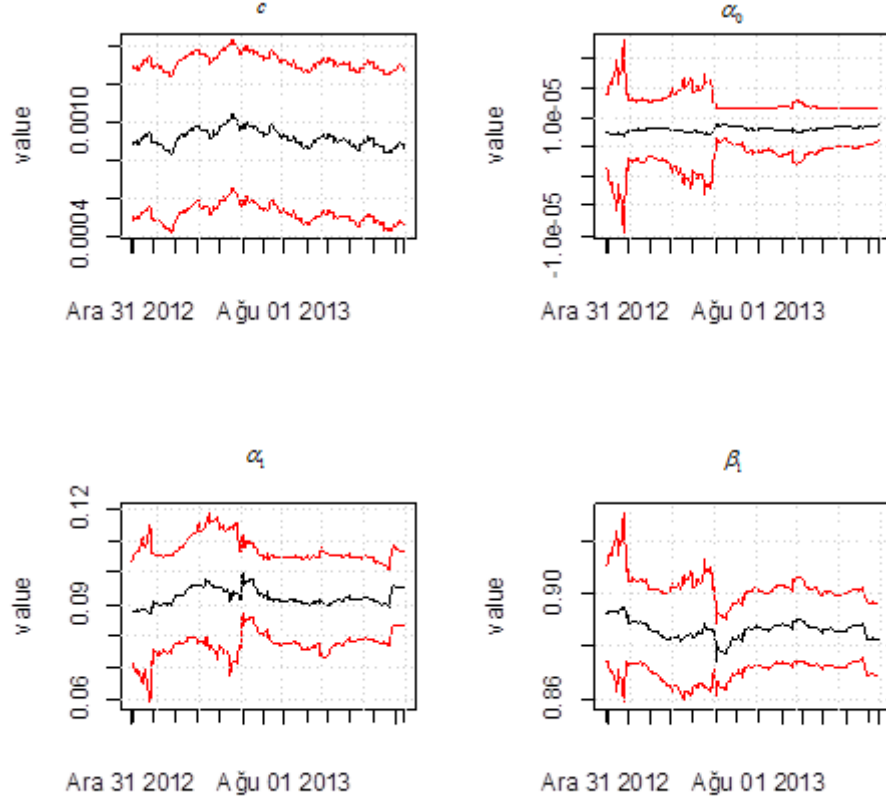 c
α₀
value
0.0004 0.0010
value
-1.0e-05 1.0e-05
Ara 31 2012 Ağu 01 2013
Ara 31 2012 Ağu 01 2013
α₁
β₁
value
0.06 0.09 0.12
value
0.86 0.90
Ara 31 2012 Ağu 01 2013
Ara 31 2012 Ağu 01 2013